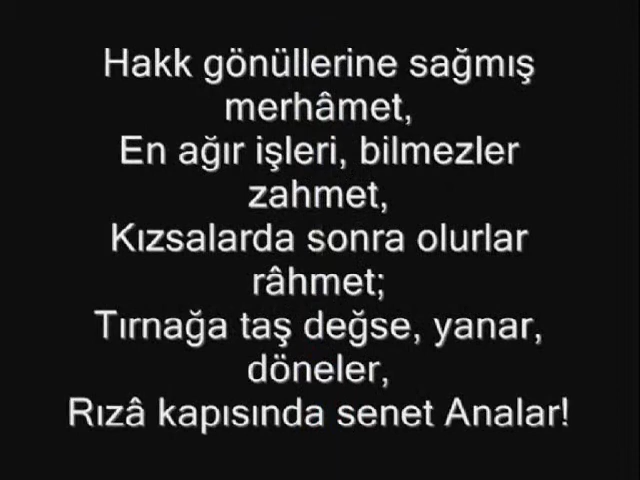 Hakk gönüllerine sağmış
merhâmet,
En ağır işleri, bilmezler
zahmet,
Kızsalarda sonra olurlar
râhmet;
Tırnağa taş değse, yanar,
döneler,
Rızâ kapısında senet Analar!